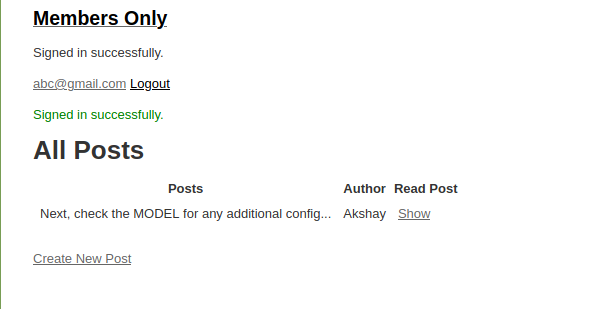 Members Only
Signed in successfully.
abc@gmail.com Logout
Signed in successfully.
All Posts
Posts Author Read Post
Next, check the MODEL for any additional config... Akshay Show
Create New Post